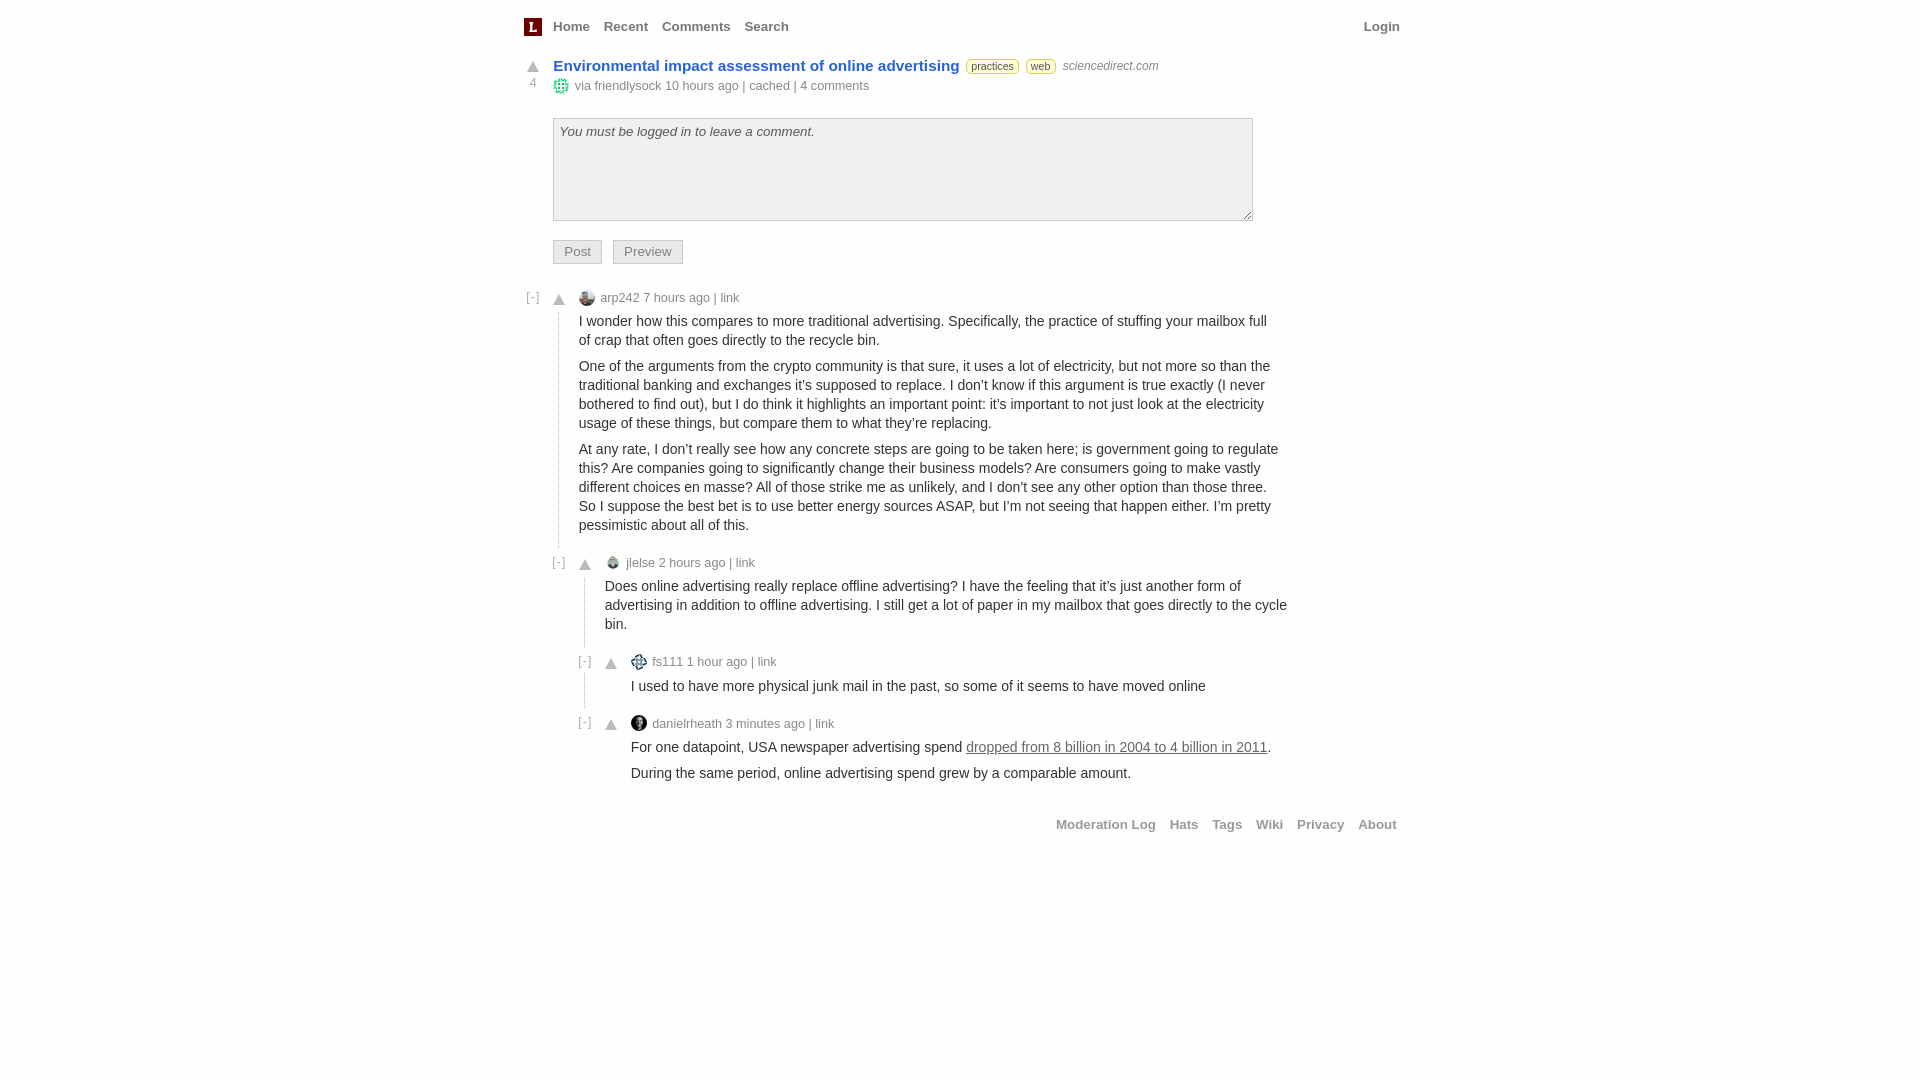 L Home Recent Comments Search Login
Environmental impact assessment of online advertising practices web sciencedirect.com
4 via friendlysock 10 hours ago | cached | 4 comments
You must be logged in to leave a comment.
Post Preview
[-] arp242 7 hours ago | link
I wonder how this compares to more traditional advertising. Specifically, the practice of stuffing your mailbox full
of crap that often goes directly to the recycle bin.
One of the arguments from the crypto community is that sure, it uses a lot of electricity, but not more so than the
traditional banking and exchanges it’s supposed to replace. I don’t know if this argument is true exactly (I never
bothered to find out), but I do think it highlights an important point: it’s important to not just look at the electricity
usage of these things, but compare them to what they’re replacing.
At any rate, I don’t really see how any concrete steps are going to be taken here; is government going to regulate
this? Are companies going to significantly change their business models? Are consumers going to make vastly
different choices en masse? All of those strike me as unlikely, and I don’t see any other option than those three.
So I suppose the best bet is to use better energy sources ASAP, but I’m not seeing that happen either. I’m pretty
pessimistic about all of this.
[-] jlelse 2 hours ago | link
Does online advertising really replace offline advertising? I have the feeling that it’s just another form of
advertising in addition to offline advertising. I still get a lot of paper in my mailbox that goes directly to the cycle
bin.
[-] fs111 1 hour ago | link
I used to have more physical junk mail in the past, so some of it seems to have moved online
[-] danielrheath 3 minutes ago | link
For one datapoint, USA newspaper advertising spend dropped from 8 billion in 2004 to 4 billion in 2011.
During the same period, online advertising spend grew by a comparable amount.
Moderation Log Hats Tags Wiki Privacy About